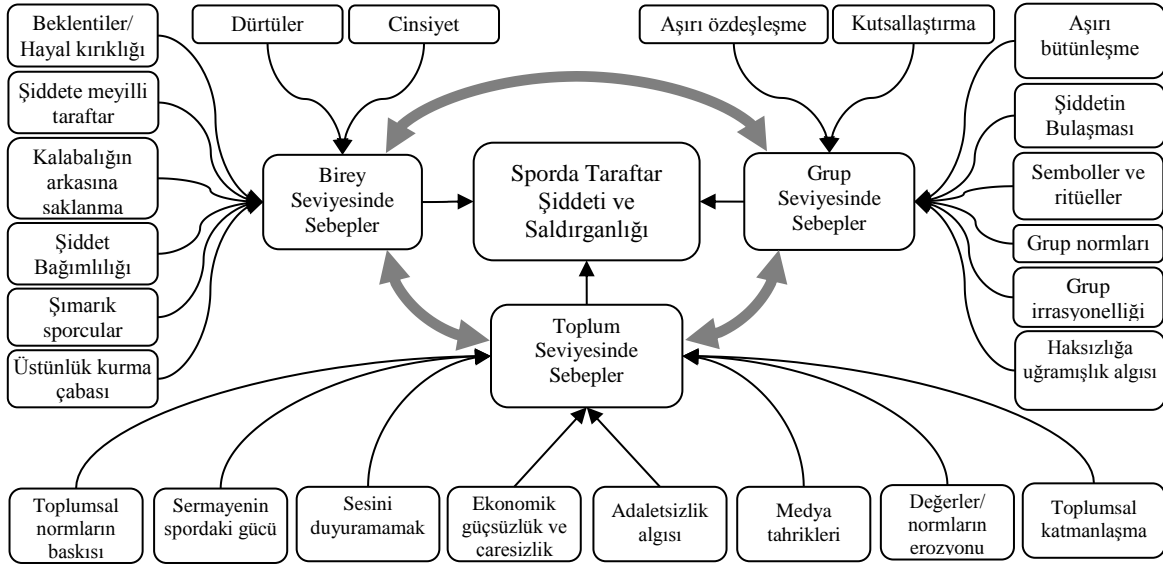 Beklentiler/
Hayal kırıklığı
Dürtüler
Cinsiyet
Aşırı özdeşleşme
Kutsallaştırma
Aşırı
bütünleşme
Şiddete meyilli
taraftar
Kalabalığın
arkasına
saklanma
Şiddet
Bağımlılığı
Şımarık
sporcular
Üstünlük kurma
çabası
Birey
Seviyesinde
Sebepler
Sporda Taraftar
Şiddeti ve
Saldırganlığı
Grup
Seviyesinde
Sebepler
Şiddetin
Bulaşması
Semboller ve
ritüeller
Grup normları
Grup
irrasyonelliği
Haksızlığa
uğramışlık algısı
Toplum
Seviyesinde
Sebepler
Toplumsal
normların
baskısı
Sermayenin
spordaki gücü
Sesini
duyuramamak
Ekonomik
güçsüzlük ve
çaresizlik
Adaletsizlik
algısı
Medya
tahrikleri
Değerler/
normların
erozyonu
Toplumsal
katmanlaşma